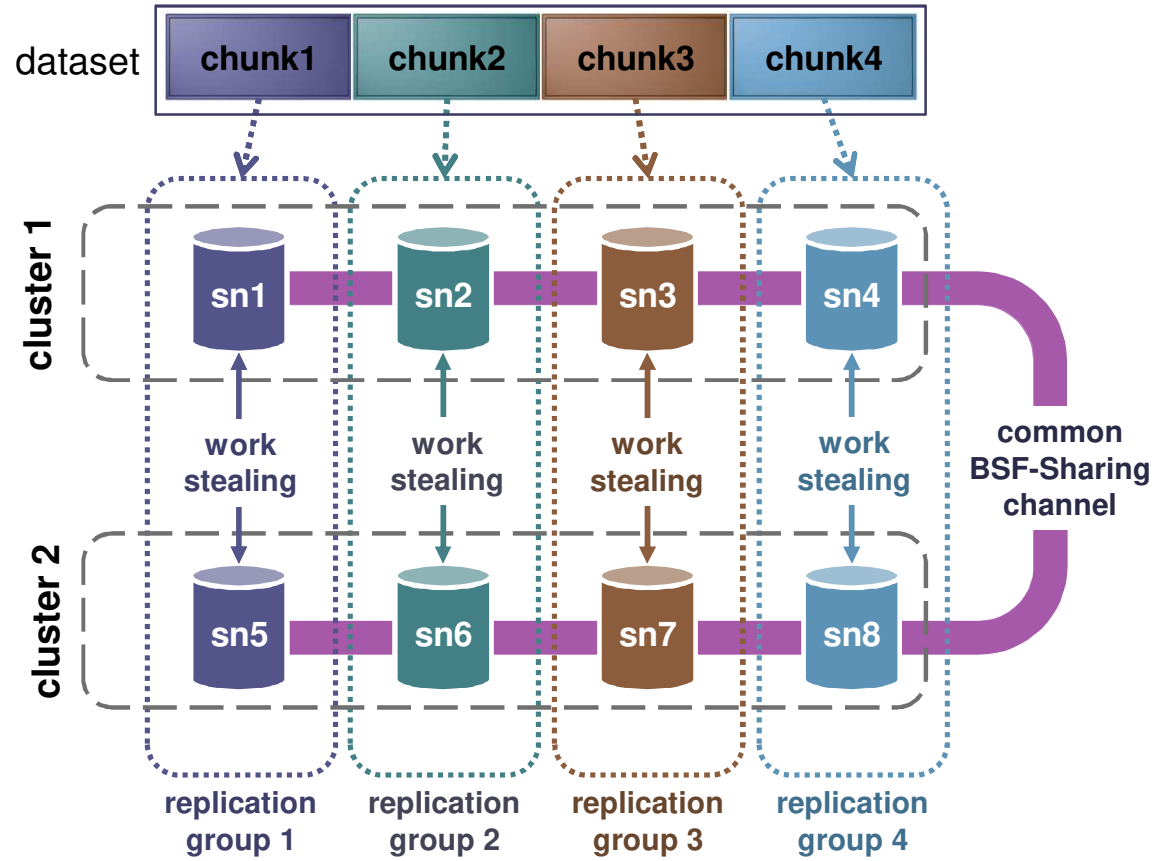 dataset
chunk1
chunk2
chunk3
chunk4
cluster 1
sn1
sn2
sn3
sn4
work
stealing
work
stealing
work
stealing
work
stealing
common
BSF-Sharing
channel
cluster 2
sn5
sn6
sn7
sn8
replication
group 1
replication
group 2
replication
group 3
replication
group 4